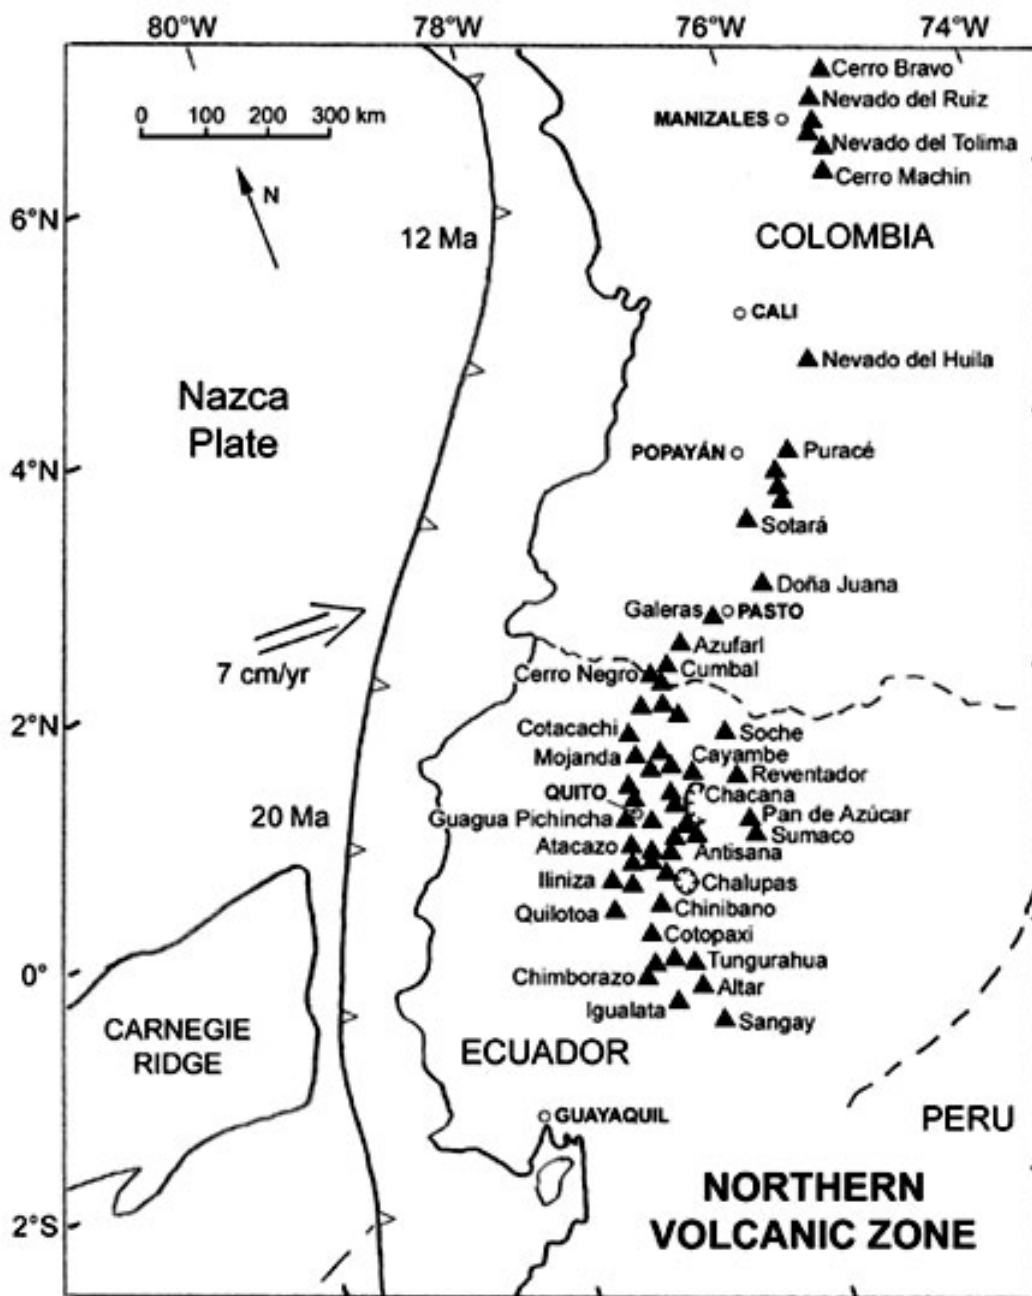 80°W 78°W 76°W 74°W
Cerro Bravo
0 100 200 300 km
Nevado del Ruiz
MANIZALES
Nevado del Tolima
Cerro Machin
N
6°N
12 Ma
COLOMBIA
CALI
Nevado del Huila
Nazca
Plate
POPAYÁN
Puracé
4°N
Sotará
Doña Juana
Galeras
PASTO
Azufarl
7 cm/yr
Cerro Negro
Cumbal
2°N
Cotacachi
Soche
Mojanda
Cayambe
Reventador
QUITO
Chacana
20 Ma
Guagua Pichincha
Pan de Azúcar
Sumaco
Atacazo
Antisana
Iliniza
Chalupas
Quilotoa
Chinibano
Cotopaxi
0°
Chimborazo
Tungurahua
Altar
Igualata
Sangay
CARNEGIE
RIDGE
ECUADOR
GUAYAQUIL
PERU
NORTHERN
VOLCANIC ZONE
2°S